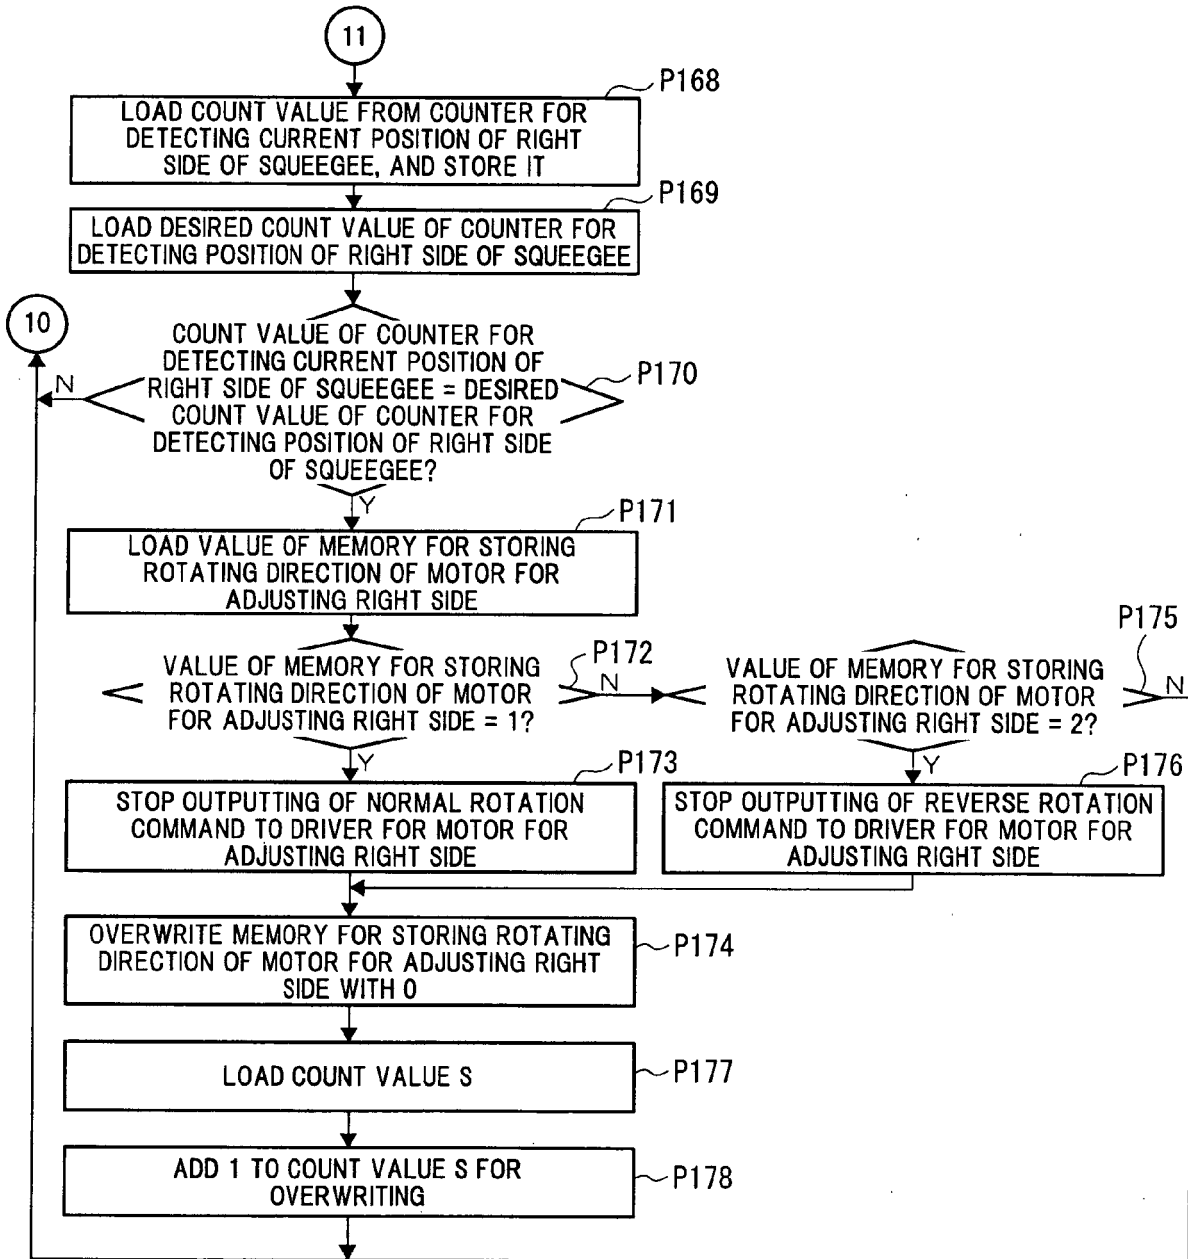 11
P168
LOAD COUNT VALUE FROM COUNTER FOR
DETECTING CURRENT POSITION OF RIGHT
SIDE OF SQUEEGEE, AND STORE IT
P169
LOAD DESIRED COUNT VALUE OF COUNTER FOR
DETECTING POSITION OF RIGHT SIDE OF SQUEEGEE
10
COUNT VALUE OF COUNTER FOR
DETECTING CURRENT POSITION OF
RIGHT SIDE OF SQUEEGEE = DESIRED
COUNT VALUE OF COUNTER FOR
DETECTING POSITION OF RIGHT SIDE
OF SQUEEGEE?
N
P170
Y
P171
LOAD VALUE OF MEMORY FOR STORING
ROTATING DIRECTION OF MOTOR FOR
ADJUSTING RIGHT SIDE
P172
VALUE OF MEMORY FOR STORING
ROTATING DIRECTION OF MOTOR
FOR ADJUSTING RIGHT SIDE = 1?
N
P175
VALUE OF MEMORY FOR STORING
ROTATING DIRECTION OF MOTOR
FOR ADJUSTING RIGHT SIDE = 2?
N
Y
P173
STOP OUTPUTTING OF NORMAL ROTATION
COMMAND TO DRIVER FOR MOTOR FOR
ADJUSTING RIGHT SIDE
Y
P176
STOP OUTPUTTING OF REVERSE ROTATION
COMMAND TO DRIVER FOR MOTOR FOR
ADJUSTING RIGHT SIDE
OVERWRITE MEMORY FOR STORING ROTATING
DIRECTION OF MOTOR FOR ADJUSTING RIGHT
SIDE WITH 0
P174
LOAD COUNT VALUE S
P177
ADD 1 TO COUNT VALUE S FOR
OVERWRITING
P178